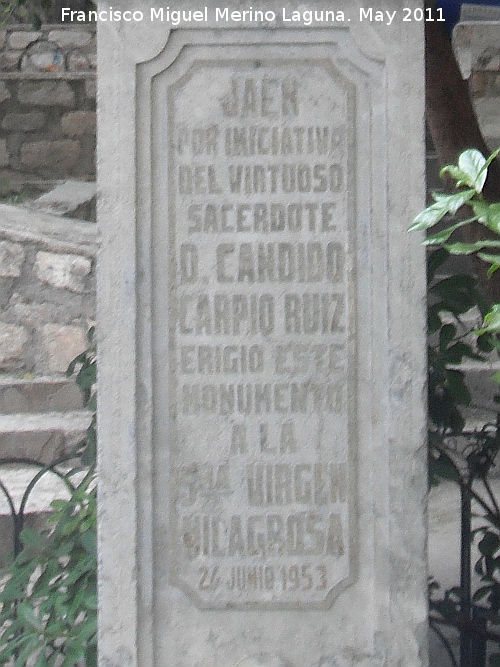 Francisco Miguel Merino Laguna. May 2011
JAEN
POR INICIATIVA
DEL VIRTUOSO
SACERDOTE
D. CANDIDO
CARPIO RUIZ
ERIGIO ESTE
MONUMENTO
A LA
STMA VIRGEN
MILAGROSA
24 JUNIO 1953